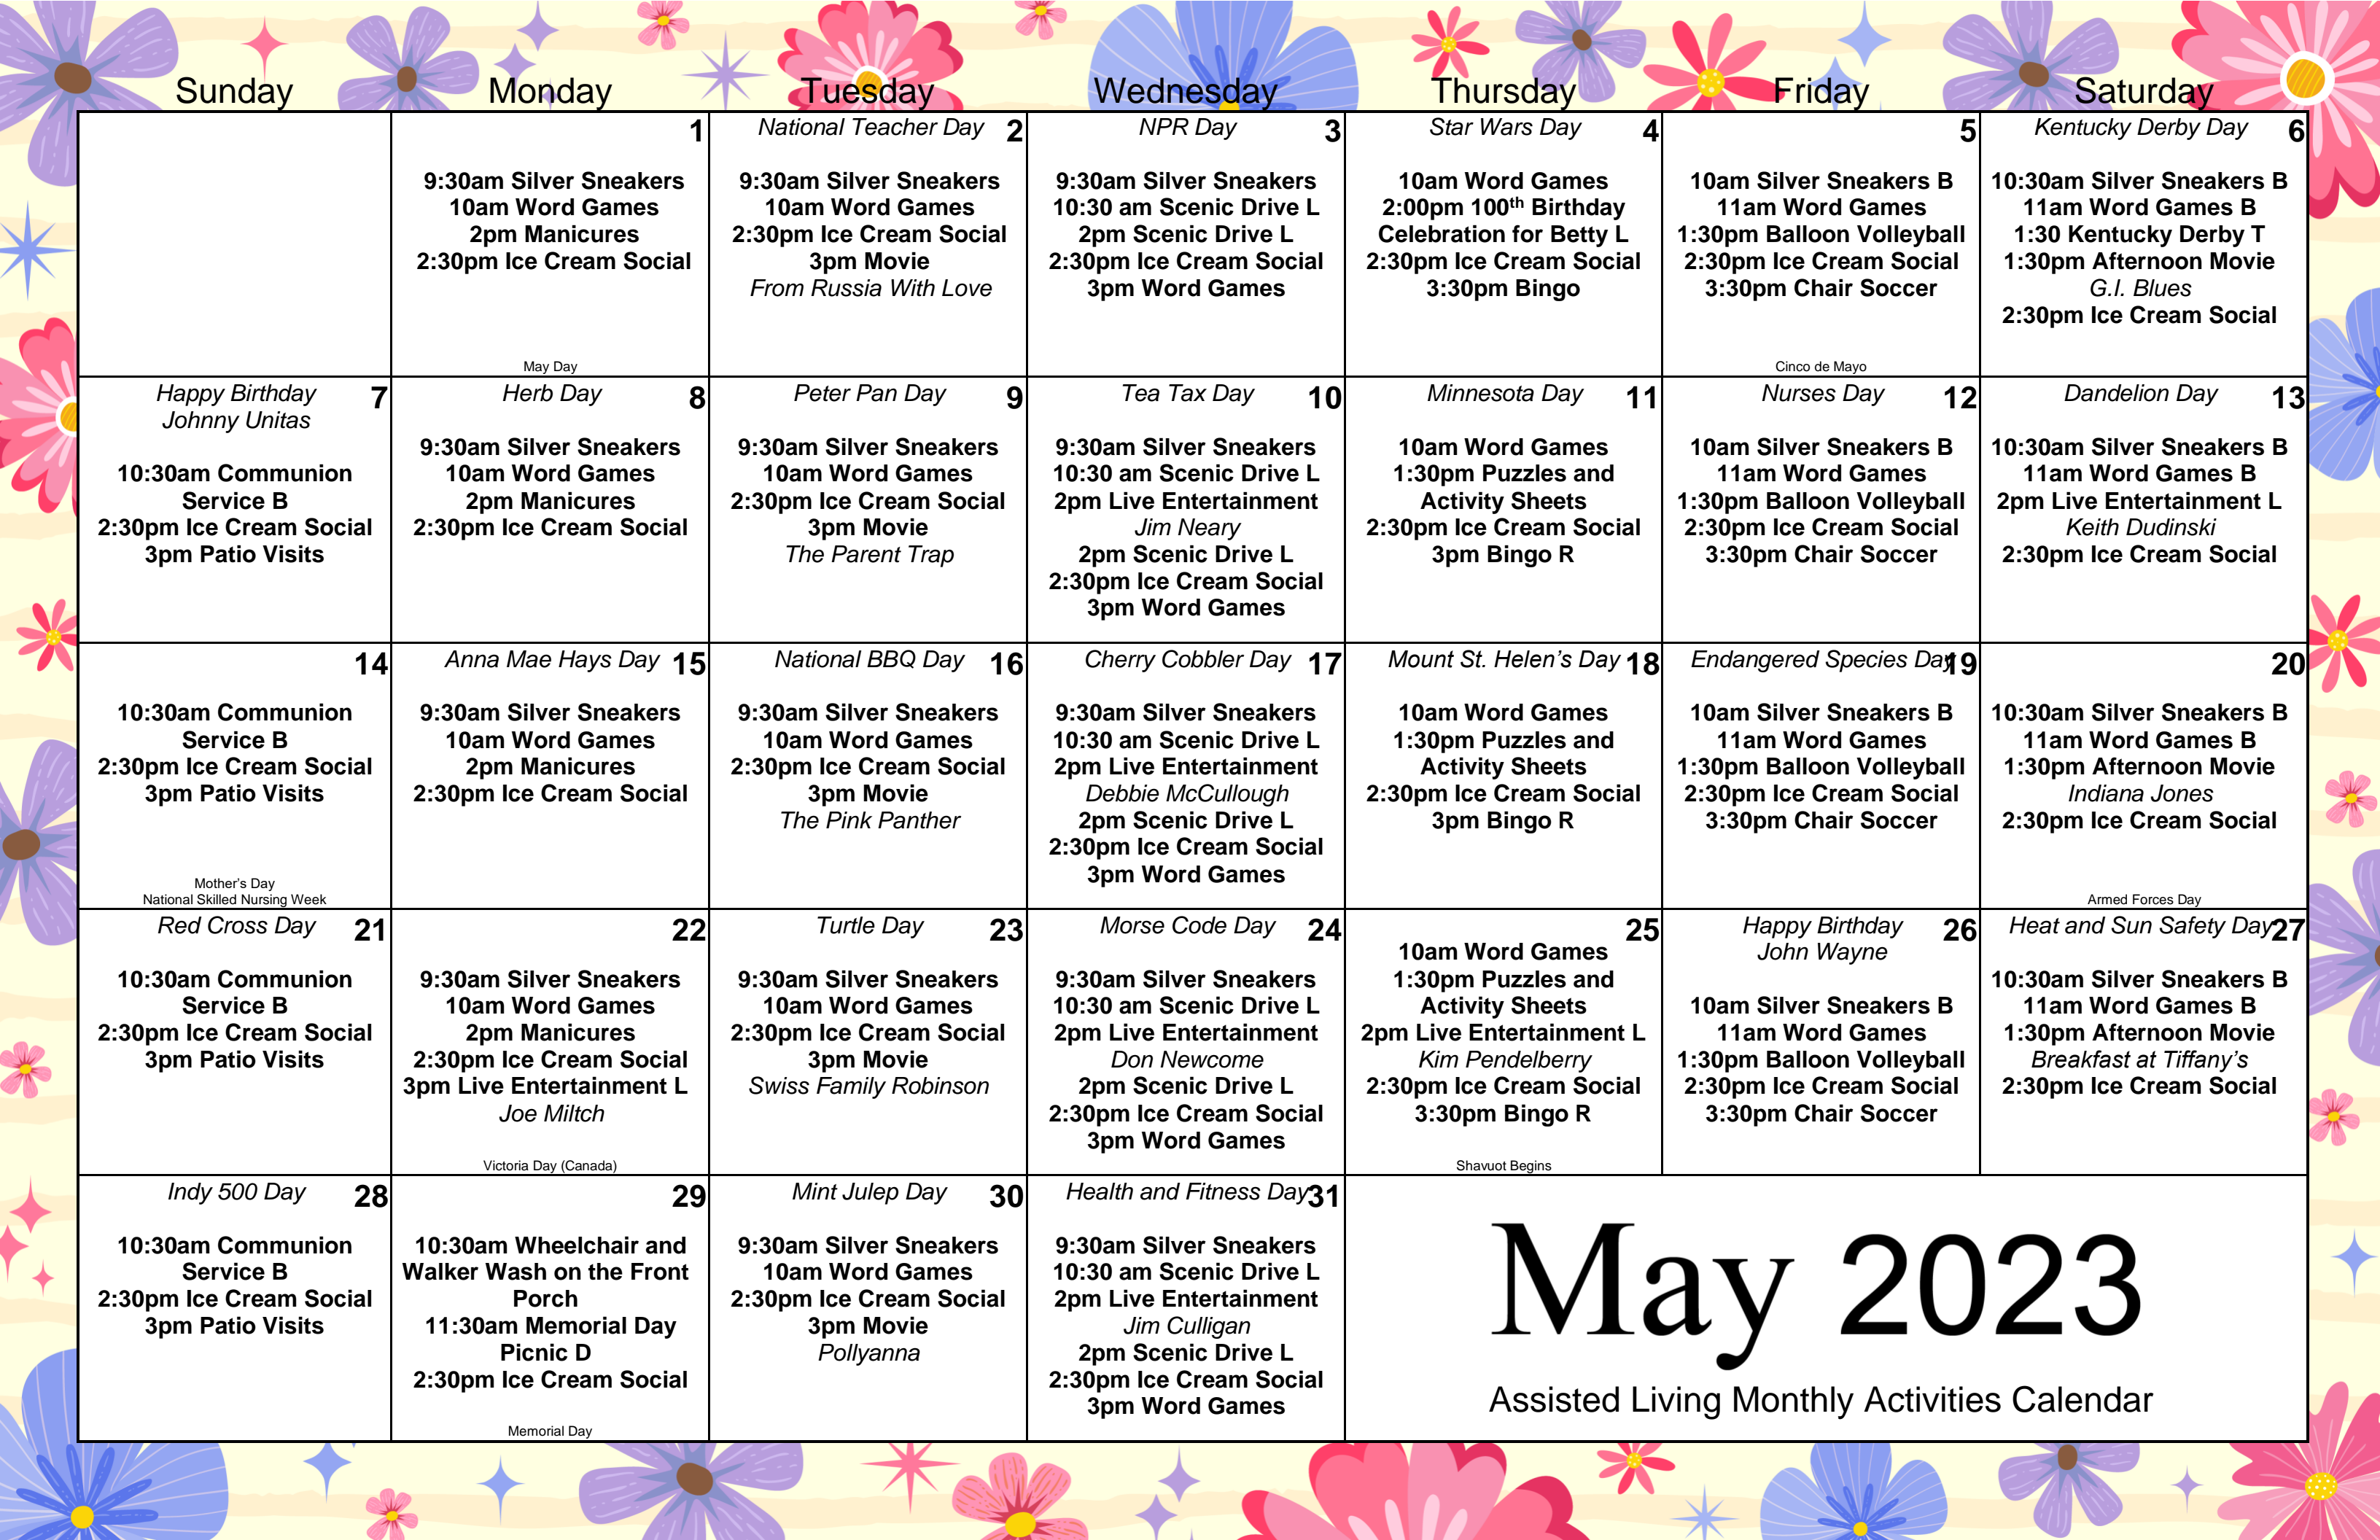 Sunday Monday Tuesday Wednesday Thursday Friday Saturday
1
9:30am Silver Sneakers
10am Word Games
2pm Manicures
2:30pm Ice Cream Social
May Day
National Teacher Day 2
9:30am Silver Sneakers
10am Word Games
2:30pm Ice Cream Social
3pm Movie
From Russia With Love
NPR Day 3
9:30am Silver Sneakers
10:30 am Scenic Drive L
2pm Scenic Drive L
2:30pm Ice Cream Social
3pm Word Games
Star Wars Day 4
10am Word Games
2:00pm 100th Birthday
Celebration for Betty L
2:30pm Ice Cream Social
3:30pm Bingo
5
10am Silver Sneakers B
11am Word Games
1:30pm Balloon Volleyball
2:30pm Ice Cream Social
3:30pm Chair Soccer
Cinco de Mayo
Kentucky Derby Day 6
10:30am Silver Sneakers B
11am Word Games B
1:30 Kentucky Derby T
1:30pm Afternoon Movie
G.I. Blues
2:30pm Ice Cream Social
Happy Birthday 7
Johnny Unitas
10:30am Communion
Service B
2:30pm Ice Cream Social
3pm Patio Visits
Herb Day 8
9:30am Silver Sneakers
10am Word Games
2pm Manicures
2:30pm Ice Cream Social
Peter Pan Day 9
9:30am Silver Sneakers
10am Word Games
2:30pm Ice Cream Social
3pm Movie
The Parent Trap
Tea Tax Day 10
9:30am Silver Sneakers
10:30 am Scenic Drive L
2pm Live Entertainment
Jim Neary
2pm Scenic Drive L
2:30pm Ice Cream Social
3pm Word Games
Minnesota Day 11
10am Word Games
1:30pm Puzzles and
Activity Sheets
2:30pm Ice Cream Social
3pm Bingo R
Nurses Day 12
10am Silver Sneakers B
11am Word Games
1:30pm Balloon Volleyball
2:30pm Ice Cream Social
3:30pm Chair Soccer
Dandelion Day 13
10:30am Silver Sneakers B
11am Word Games B
2pm Live Entertainment L
Keith Dudinski
2:30pm Ice Cream Social
14
10:30am Communion
Service B
2:30pm Ice Cream Social
3pm Patio Visits
Mother's Day
National Skilled Nursing Week
Anna Mae Hays Day 15
9:30am Silver Sneakers
10am Word Games
2pm Manicures
2:30pm Ice Cream Social
National BBQ Day 16
9:30am Silver Sneakers
10am Word Games
2:30pm Ice Cream Social
3pm Movie
The Pink Panther
Cherry Cobbler Day 17
9:30am Silver Sneakers
10:30 am Scenic Drive L
2pm Live Entertainment
Debbie McCullough
2pm Scenic Drive L
2:30pm Ice Cream Social
3pm Word Games
Mount St. Helen's Day 18
10am Word Games
1:30pm Puzzles and
Activity Sheets
2:30pm Ice Cream Social
3pm Bingo R
Endangered Species Day 19
10am Silver Sneakers B
11am Word Games
1:30pm Balloon Volleyball
2:30pm Ice Cream Social
3:30pm Chair Soccer
20
10:30am Silver Sneakers B
11am Word Games B
1:30pm Afternoon Movie
Indiana Jones
2:30pm Ice Cream Social
Armed Forces Day
Red Cross Day 21
10:30am Communion
Service B
2:30pm Ice Cream Social
3pm Patio Visits
22
9:30am Silver Sneakers
10am Word Games
2pm Manicures
2:30pm Ice Cream Social
3pm Live Entertainment L
Joe Miltch
Victoria Day (Canada)
Turtle Day 23
9:30am Silver Sneakers
10am Word Games
2:30pm Ice Cream Social
3pm Movie
Swiss Family Robinson
Morse Code Day 24
9:30am Silver Sneakers
10:30 am Scenic Drive L
2pm Live Entertainment
Don Newcome
2pm Scenic Drive L
2:30pm Ice Cream Social
3pm Word Games
25
10am Word Games
1:30pm Puzzles and
Activity Sheets
2pm Live Entertainment L
Kim Pendelberry
2:30pm Ice Cream Social
3:30pm Bingo R
Shavuot Begins
Happy Birthday 26
John Wayne
10am Silver Sneakers B
11am Word Games
1:30pm Balloon Volleyball
2:30pm Ice Cream Social
3:30pm Chair Soccer
Heat and Sun Safety Day 27
10:30am Silver Sneakers B
11am Word Games B
1:30pm Afternoon Movie
Breakfast at Tiffany's
2:30pm Ice Cream Social
Indy 500 Day 28
10:30am Communion
Service B
2:30pm Ice Cream Social
3pm Patio Visits
29
10:30am Wheelchair and
Walker Wash on the Front
Porch
11:30am Memorial Day
Picnic D
2:30pm Ice Cream Social
Memorial Day
Mint Julep Day 30
9:30am Silver Sneakers
10am Word Games
2:30pm Ice Cream Social
3pm Movie
Pollyanna
Health and Fitness Day 31
9:30am Silver Sneakers
10:30 am Scenic Drive L
2pm Live Entertainment
Jim Culligan
2pm Scenic Drive L
2:30pm Ice Cream Social
3pm Word Games
May 2023
Assisted Living Monthly Activities Calendar